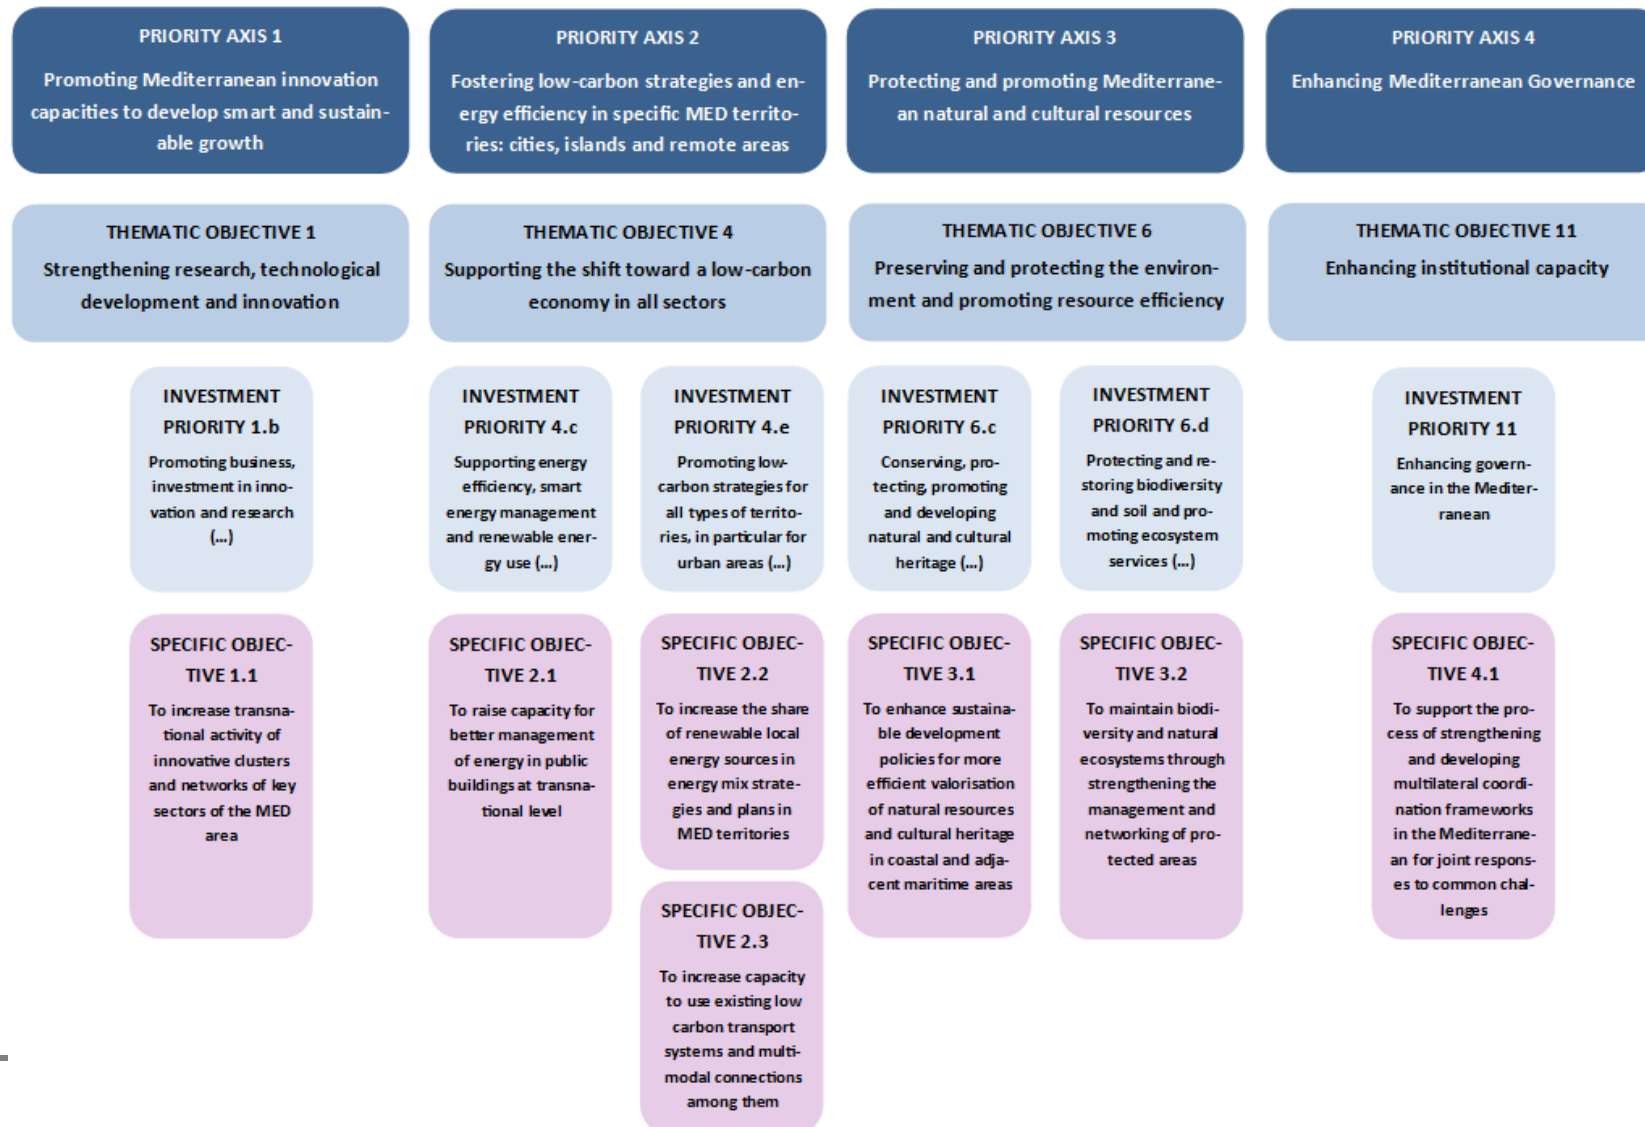 PRIORITY AXIS 1
Promoting Mediterranean innovation
capacities to develop smart and sustain-
able growth
PRIORITY AXIS 2
Fostering low-carbon strategies and en-
ergy efficiency in specific MED territo-
ries: cities, islands and remote areas
PRIORITY AXIS 3
Protecting and promoting Mediterrane-
an natural and cultural resources
PRIORITY AXIS 4
Enhancing Mediterranean Governance
THEMATIC OBJECTIVE 1
Strengthening research, technological
development and innovation
THEMATIC OBJECTIVE 4
Supporting the shift toward a low-carbon
economy in all sectors
THEMATIC OBJECTIVE 6
Preserving and protecting the environ-
ment and promoting resource efficiency
THEMATIC OBJECTIVE 11
Enhancing institutional capacity
INVESTMENT
PRIORITY 1.b
Promoting business,
investment in inno-
vation and research
(...)
INVESTMENT
PRIORITY 4.c
Supporting energy
efficiency, smart
energy management
and renewable ener-
gy use (...)
INVESTMENT
PRIORITY 4.e
Promoting low-
carbon strategies for
all types of territo-
ries, in particular for
urban areas (...)
INVESTMENT
PRIORITY 6.c
Conserving, pro-
tecting, promoting
and developing
natural and cultural
heritage (...)
INVESTMENT
PRIORITY 6.d
Protecting and re-
storing biodiversity
and soil and pro-
moting ecosystem
services (...)
INVESTMENT
PRIORITY 11
Enhancing govern-
ance in the Mediter-
ranean
SPECIFIC OBJEC-
TIVE 1.1
To increase transna-
tional activity of
innovative clusters
and networks of key
sectors of the MED
area
SPECIFIC OBJEC-
TIVE 2.1
To raise capacity for
better management
of energy in public
buildings at transna-
tional level
SPECIFIC OBJEC-
TIVE 2.2
To increase the share
of renewable local
energy sources in
energy mix strate-
gies and plans in
MED territories
SPECIFIC OBJEC-
TIVE 2.3
To increase capacity
to use existing low
carbon transport
systems and multi-
modal connections
among them
SPECIFIC OBJEC-
TIVE 3.1
To enhance sustaina-
ble development
policies for more
efficient valorisation
of natural resources
and cultural heritage
in coastal and adja-
cent maritime areas
SPECIFIC OBJEC-
TIVE 3.2
To maintain biodi-
versity and natural
ecosystems through
strengthening the
management and
networking of pro-
tected areas
SPECIFIC OBJEC-
TIVE 4.1
To support the pro-
cess of strengthening
and developing
multilateral coordi-
nation frameworks
in the Mediterrane-
an for joint respons-
es to common chal-
lenges